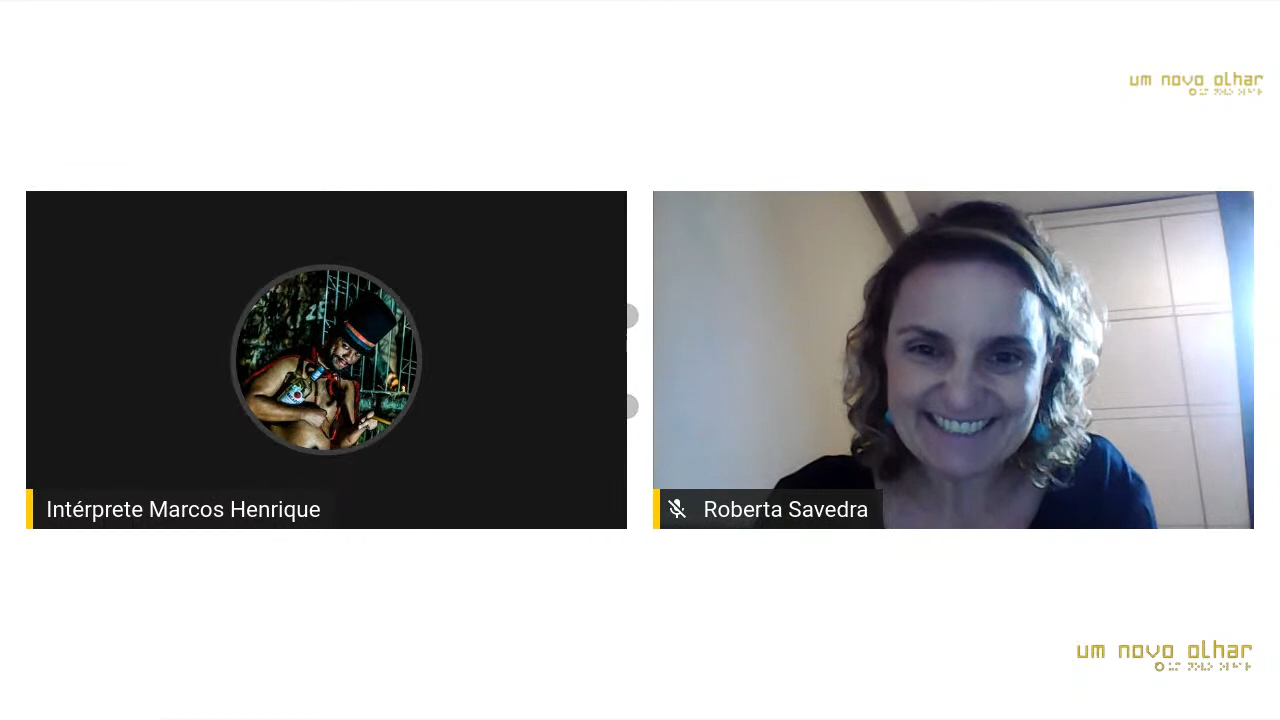 um novo olhar
Intérprete Marcos Henrique
Roberta Savedra
um novo olhar